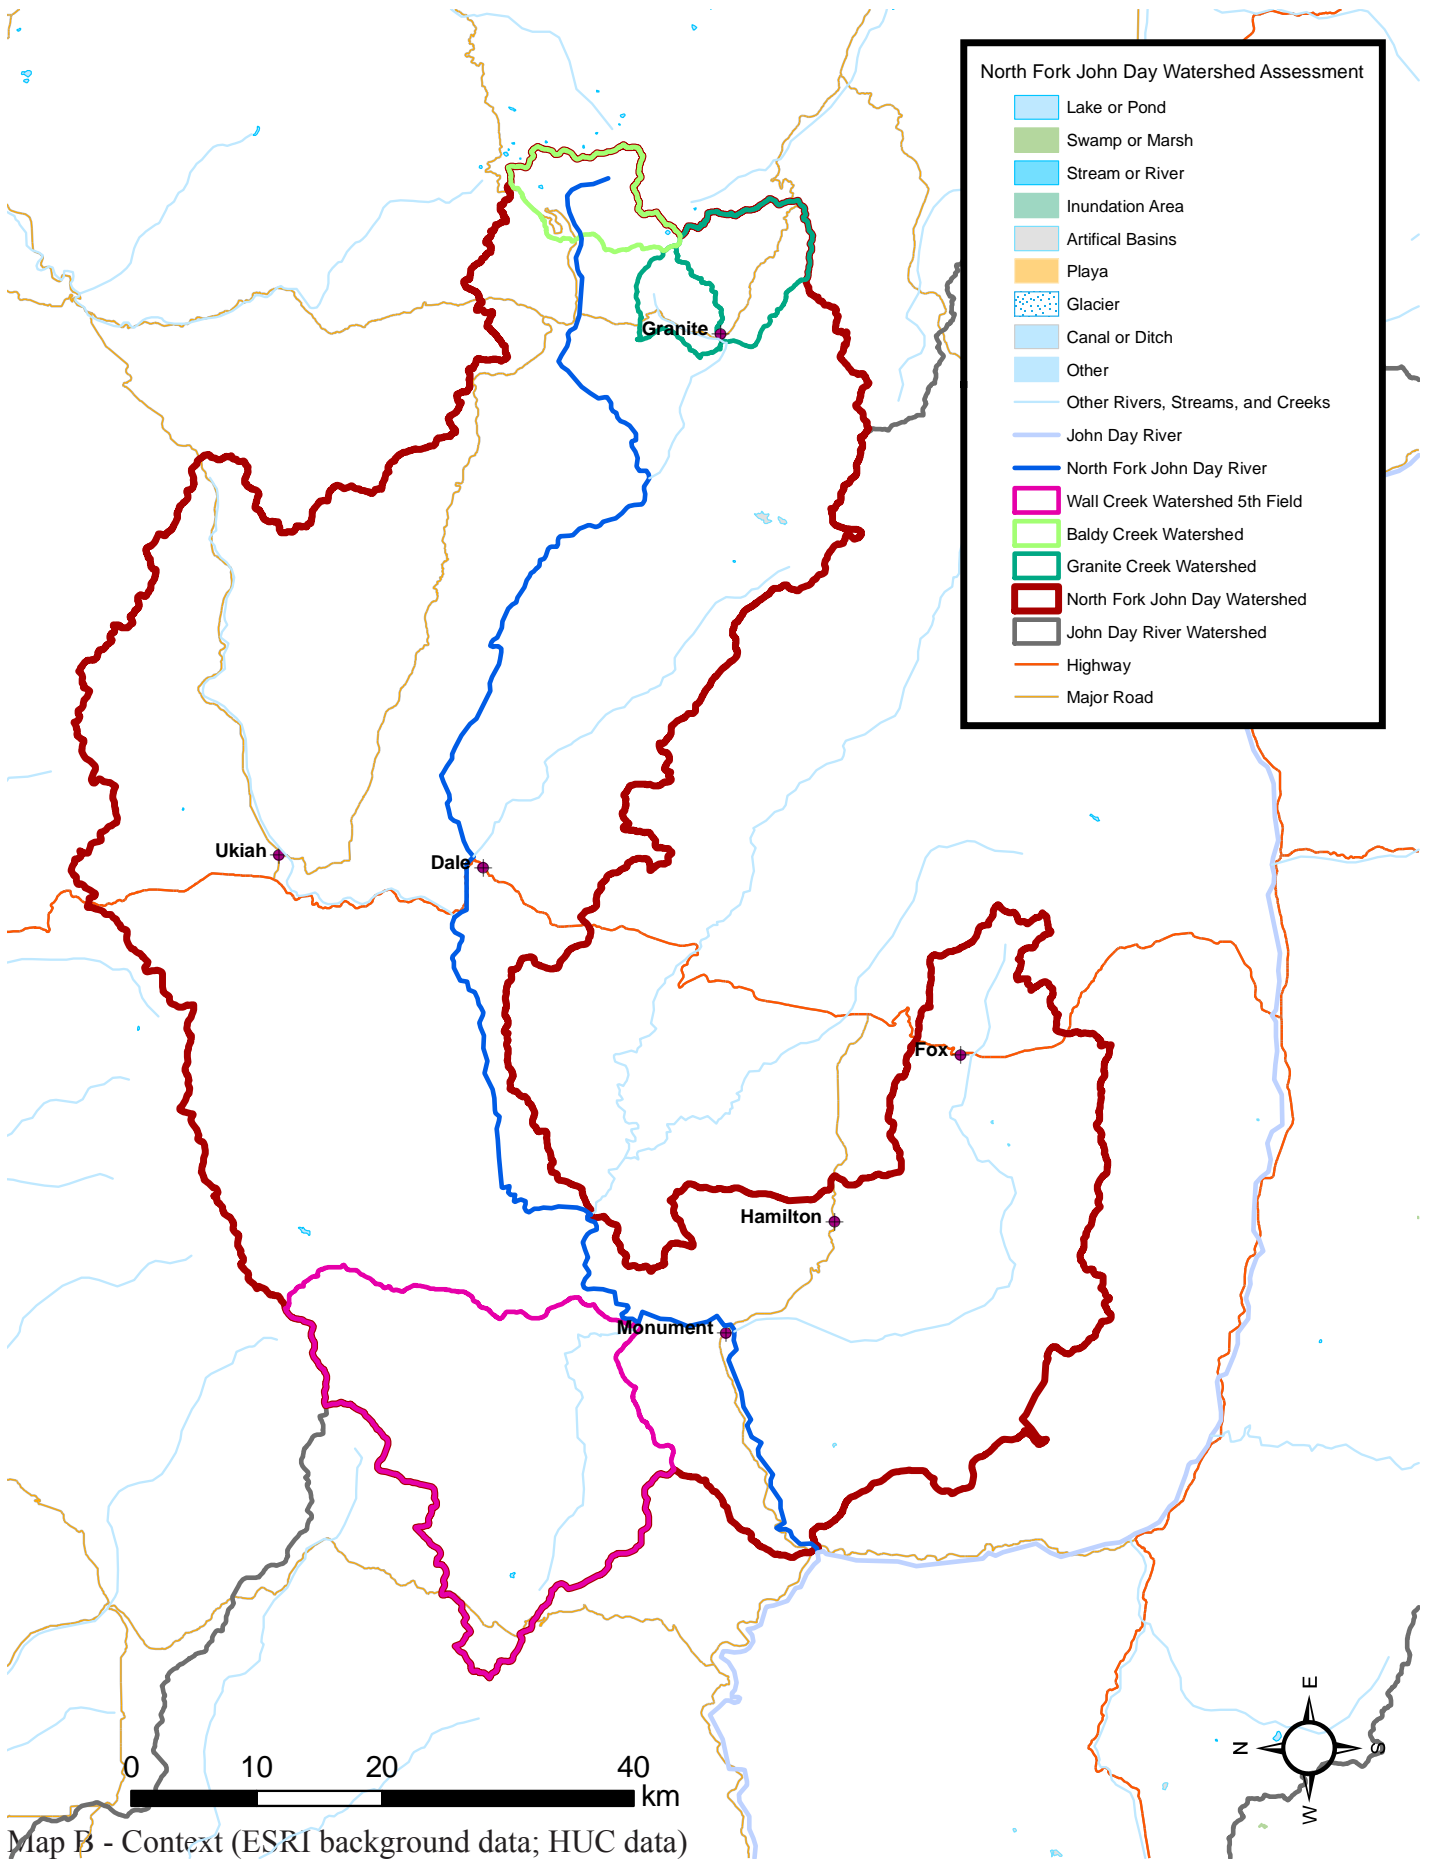 North Fork John Day Watershed Assessment
Lake or Pond
Swamp or Marsh
Stream or River
Inundation Area
Artifical Basins
Playa
Glacier
Canal or Ditch
Other
Other Rivers, Streams, and Creeks
John Day River
North Fork John Day River
Wall Creek Watershed 5th Field
Baldy Creek Watershed
Granite Creek Watershed
North Fork John Day Watershed
John Day River Watershed
Highway
Major Road
Granite
Ukiah
Dale
Fox
Hamilton
Monument
E
N
S
W
0 10 20 40
km
Map B - Context (ESRI background data; HUC data)